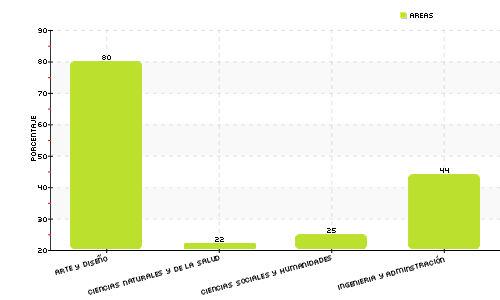 AREAS
90
80
70
60
50
40
30
20
PORCENTAJE
80
22
25
44
ARTE Y DISEÑO
CIENCIAS NATURALES Y DE LA SALUD
CIENCIAS SOCIALES Y HUMANIDADES
INGENIERIA Y ADMINSTRACIÓN